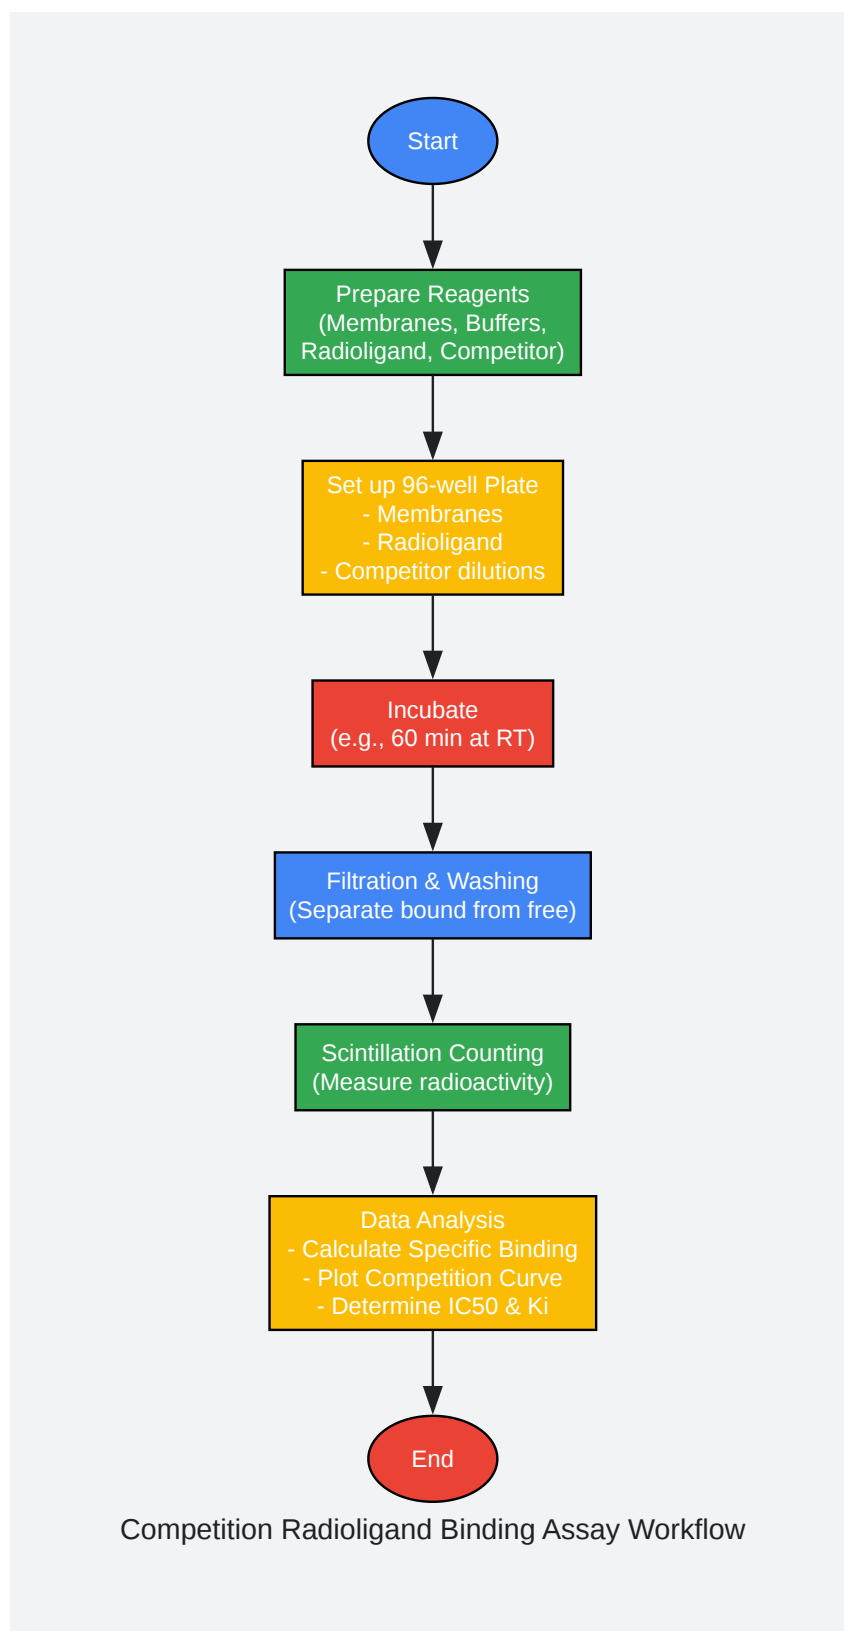 Start
Prepare Reagents
(Membranes, Buffers,
Radioligand, Competitor)
Set up 96-well Plate
- Membranes
- Radioligand
- Competitor dilutions
Incubate
(e.g., 60 min at RT)
Filtration & Washing
(Separate bound from free)
Scintillation Counting
(Measure radioactivity)
Data Analysis
- Calculate Specific Binding
- Plot Competition Curve
- Determine IC50 & Ki
End
Competition Radioligand Binding Assay Workflow